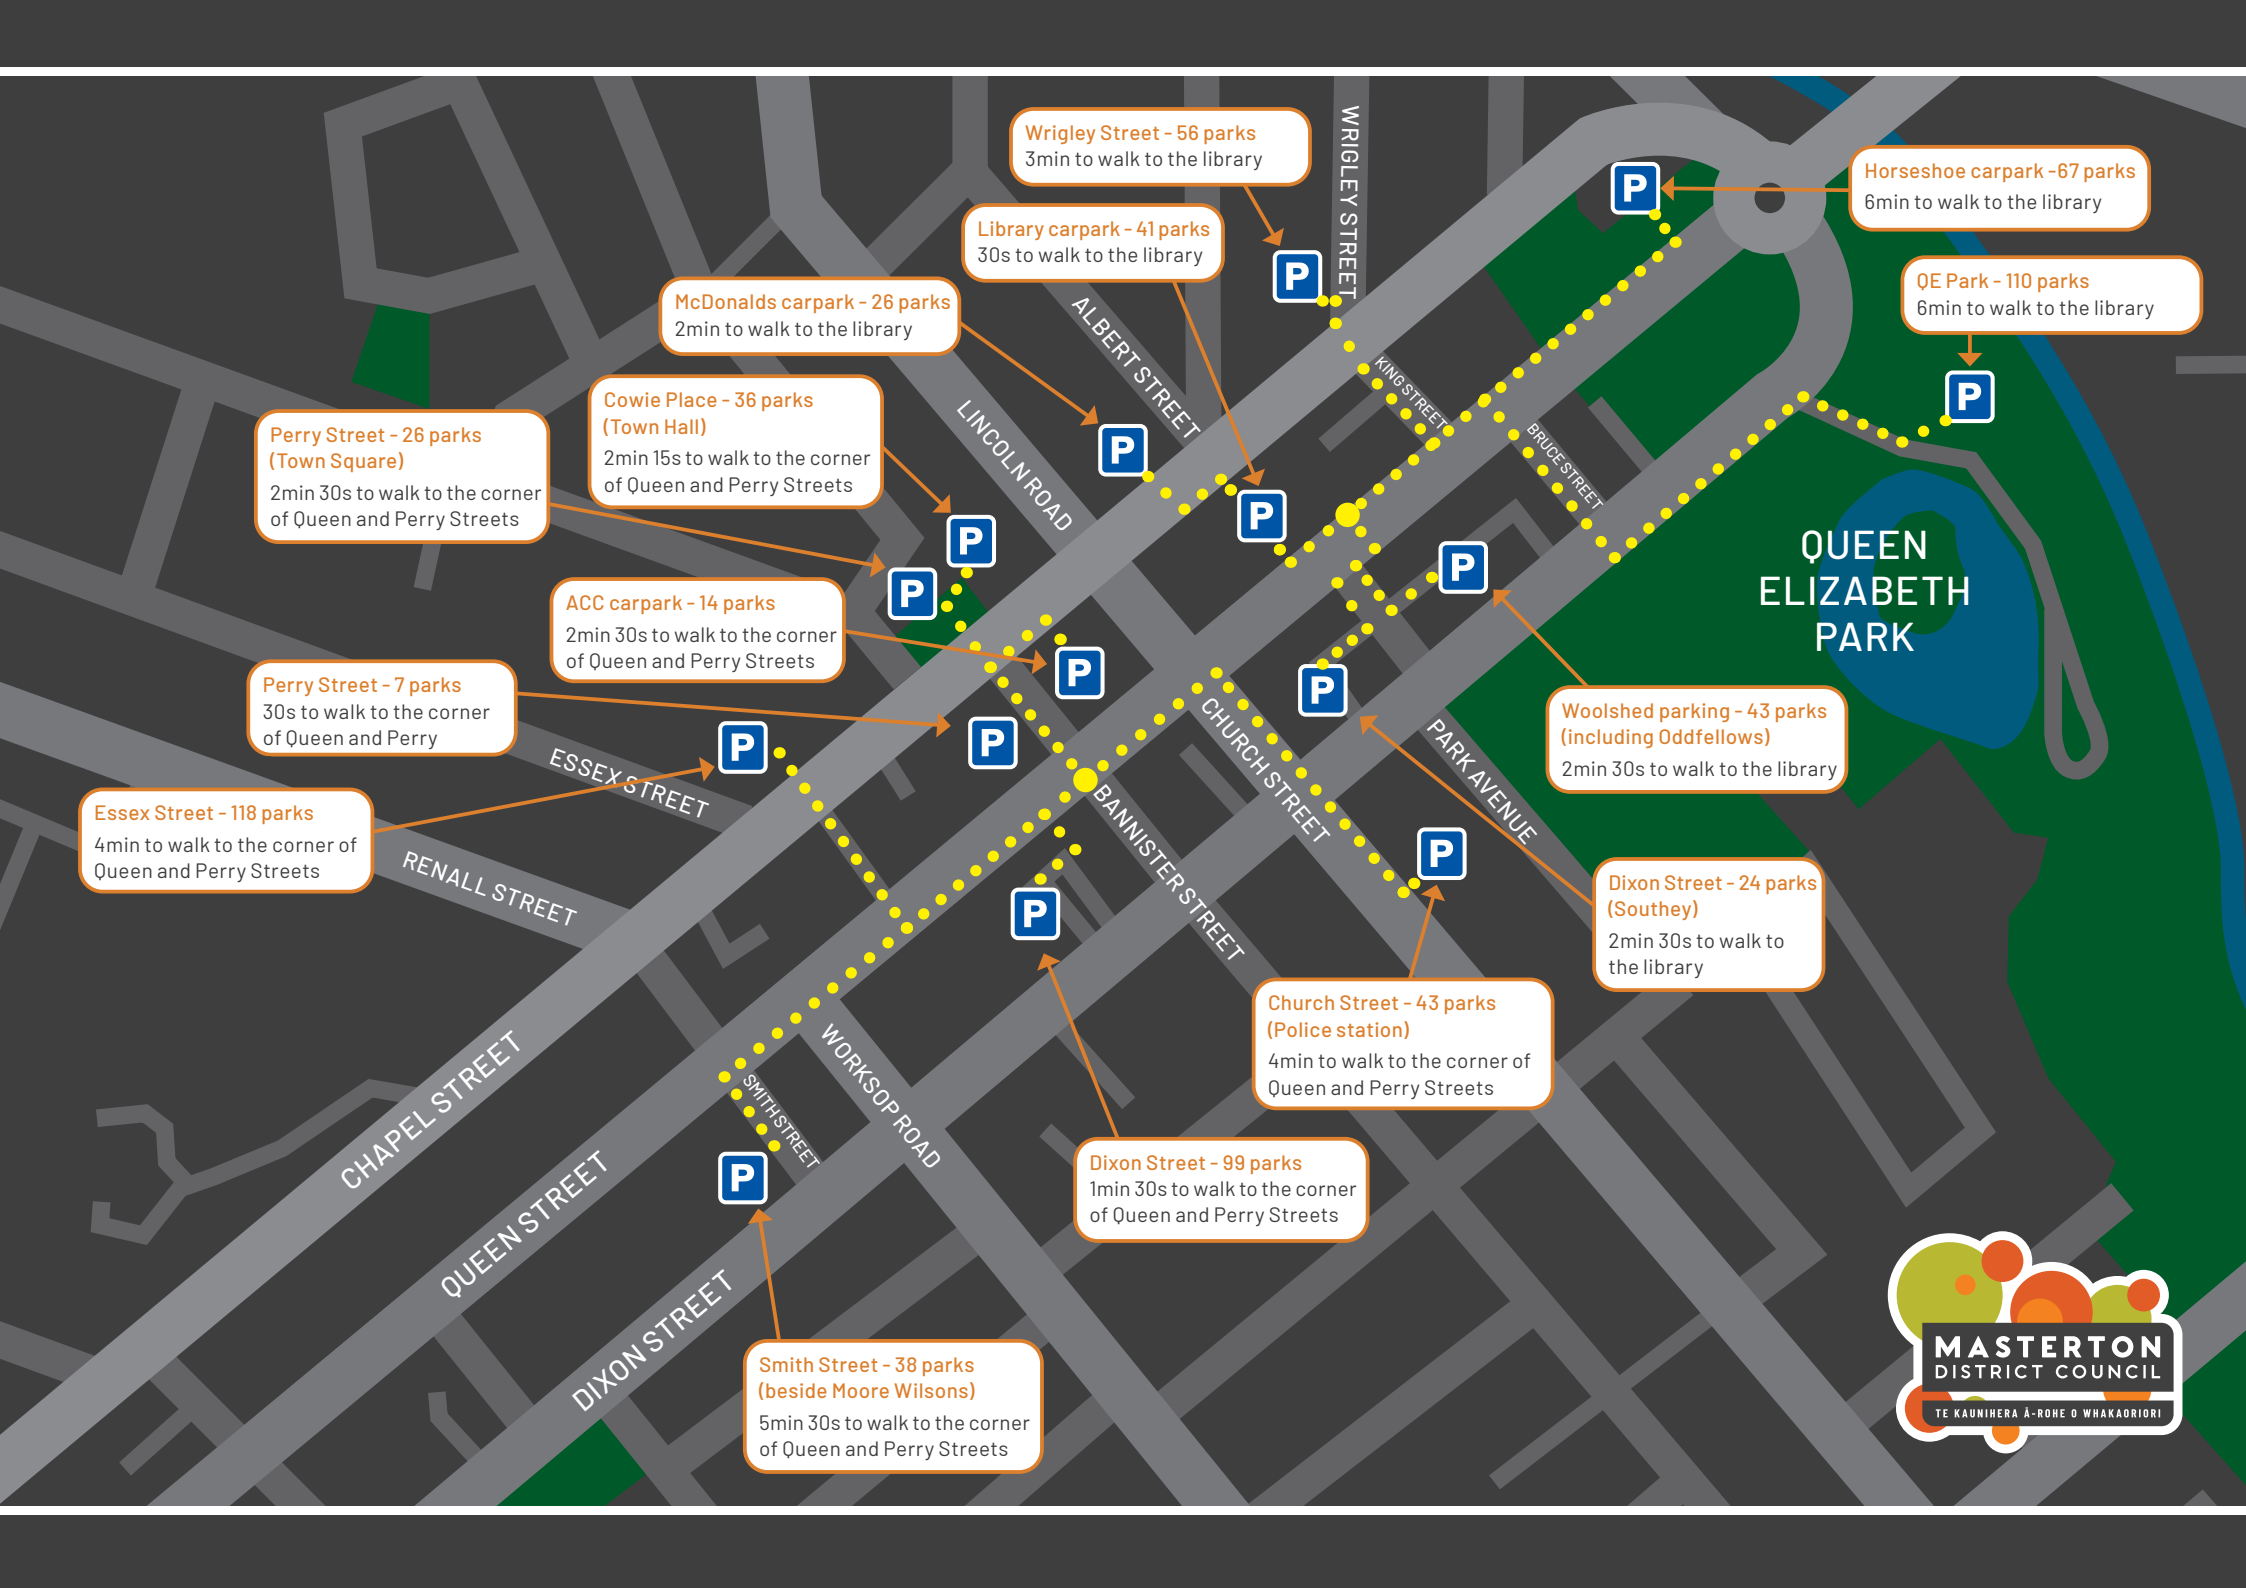 Wrigley Street - 56 parks
3min to walk to the library
WRIGLEY STREET
Horseshoe carpark -67 parks
6min to walk to the library
P
Library carpark - 41 parks
30s to walk to the library
P
QE Park - 110 parks
6min to walk to the library
McDonalds carpark - 26 parks
2min to walk to the library
ALBERT STREET
KING STREET
P
Cowie Place - 36 parks
(Town Hall)
2min 15s to walk to the corner
of Queen and Perry Streets
LINCOLN ROAD
P
BRUCE STREET
Perry Street - 26 parks
(Town Square)
2min 30s to walk to the corner
of Queen and Perry Streets
P
P
P
P
QUEEN
ELIZABETH
PARK
P
ACC carpark - 14 parks
2min 30s to walk to the corner
of Queen and Perry Streets
P
P
Perry Street - 7 parks
30s to walk to the corner
of Queen and Perry
CHURCH STREET
PARK AVENUE
Woolshed parking - 43 parks
(including Oddfellows)
2min 30s to walk to the library
P
P
ESSEX STREET
BANNISTER STREET
Essex Street - 118 parks
4min to walk to the corner of
Queen and Perry Streets
RENALL STREET
P
P
Dixon Street - 24 parks
(Southey)
2min 30s to walk to
the library
Church Street - 43 parks
(Police station)
4min to walk to the corner of
Queen and Perry Streets
CHAPEL STREET
WORKSOP ROAD
SMITH STREET
P
QUEEN STREET
Dixon Street - 99 parks
1min 30s to walk to the corner
of Queen and Perry Streets
DIXON STREET
Smith Street - 38 parks
(beside Moore Wilsons)
5min 30s to walk to the corner
of Queen and Perry Streets
MASTERTON
DISTRICT COUNCIL
TE KAUNIHERA Ā-ROHE O WHAKAORIORI